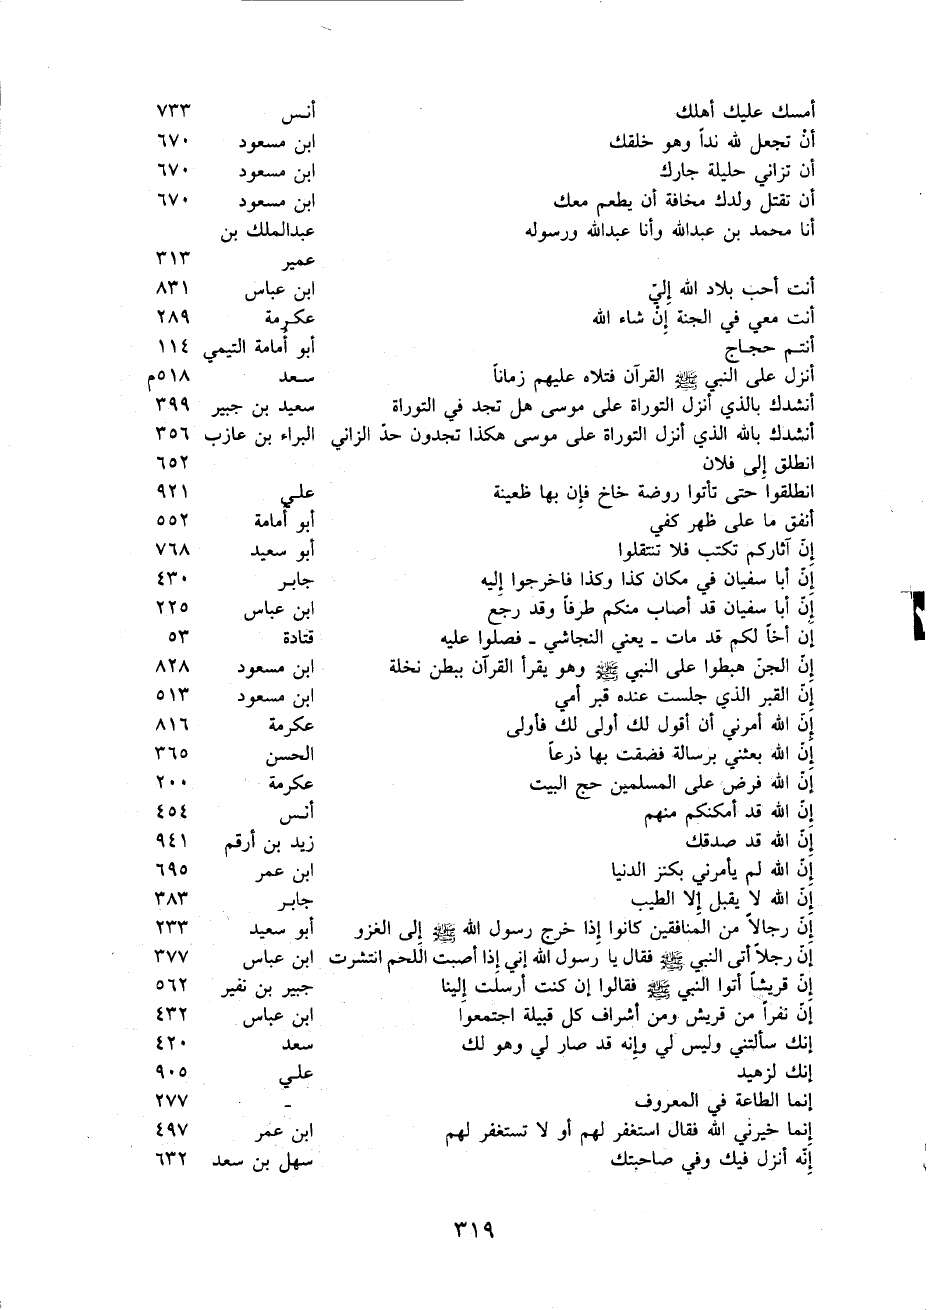 أمسك عليك أهلك أنس ٧٣٣
أنْ تجعل لله نداً وهو خلقك ابن مسعود ٦٧٠
أن تزاني حليلة جارك ابن مسعود ٦٧٠
أن تقتل ولدك مخافة أن يطعم معك ابن مسعود ٦٧٠
أنا محمد بن عبدالله وأنا عبدالله ورسوله عبدالملك بن
عمير ٣١٣
أنت أحب بلاد الله إليّ ابن عباس ٨٣١
أنت معي في الجنة إنْ شاء الله عكرمة ٢٨٩
أنتم حجاج أبو أُمامة التيمي ١١٤
أنزل على النبي ﷺ القرآن فتلاه عليهم زماناً سعد ٥١٨م
أنشدك بالذي أنزل التوراة على موسى هل تجد في التوراة سعيد بن جبير ٣٩٩
أنشدك بالله الذي أنزل التوراة على موسى هكذا تجدون حدّ الزاني البراء بن عازب ٣٥٦
انطلق إلى فلان ٦٥٢
انطلقوا حتى تأتوا روضة خاخ فإن بها ظعينة علي ٩٢١
أنفق ما على ظهر كفي أبو أُمامة ٥٥٢
إنّ آثاركم تكتب فلا تنتقلوا أبو سعيد ٧٦٨
إنّ أبا سفيان في مكان كذا وكذا فاخرجوا إليه جابر ٤٣٠
إنّ أبا سفيان قد أصاب منكم طرفاً وقد رجع ابن عباس ٢٢٥
إن أخاً لكم قد مات - يعني النجاشي - فصلوا عليه قتادة ٥٣
إنّ الجنّ هبطوا على النبي ﷺ وهو يقرأ القرآن ببطن نخلة ابن مسعود ٨٢٨
إنّ القبر الذي جلست عنده قبر أمي ابن مسعود ٥١٣
إنّ الله أمرني أن أقول لك أولى لك فأولى عكرمة ٨١٦
إنّ الله بعثني برسالة فضقت بها ذرعاً الحسن ٣٦٥
إنّ الله فرض على المسلمين حج البيت عكرمة ٢٠٠
إنّ الله قد أمكنكم منهم أنس ٤٥٤
إنّ الله قد صدقك زيد بن أرقم ٩٤١
إنّ الله لم يأمرني بكنز الدنيا ابن عمر ٦٩٥
إنّ الله لا يقبل إلا الطيب جابر ٣٨٣
إنّ رجالاً من المنافقين كانوا إذا خرج رسول الله ﷺ إلى الغزو أبو سعيد ٢٣٣
إنّ رجلاً أتى النبي ﷺ فقال يا رسول الله إني إذا أصبت اللحم انتشرت ابن عباس ٣٧٧
إنّ قريشاً أتوا النبي ﷺ فقالوا إن كنت أرسلت إلينا جبير بن نفير ٥٦٢
إنّ نفراً من قريش ومن أشراف كل قبيلة اجتمعوا ابن عباس ٤٣٢
إنك سألتني وليس لي وإنه قد صار لي وهو لك سعد ٤٢٠
إنك لزهيد علي ٩٠٥
إنما الطاعة في المعروف - ٢٧٧
إنما خيرني الله فقال استغفر لهم أو لا تستغفر لهم ابن عمر ٤٩٧
إنّه أنزل فيك وفي صاحبتك سهل بن سعد ٦٣٢
٣١٩